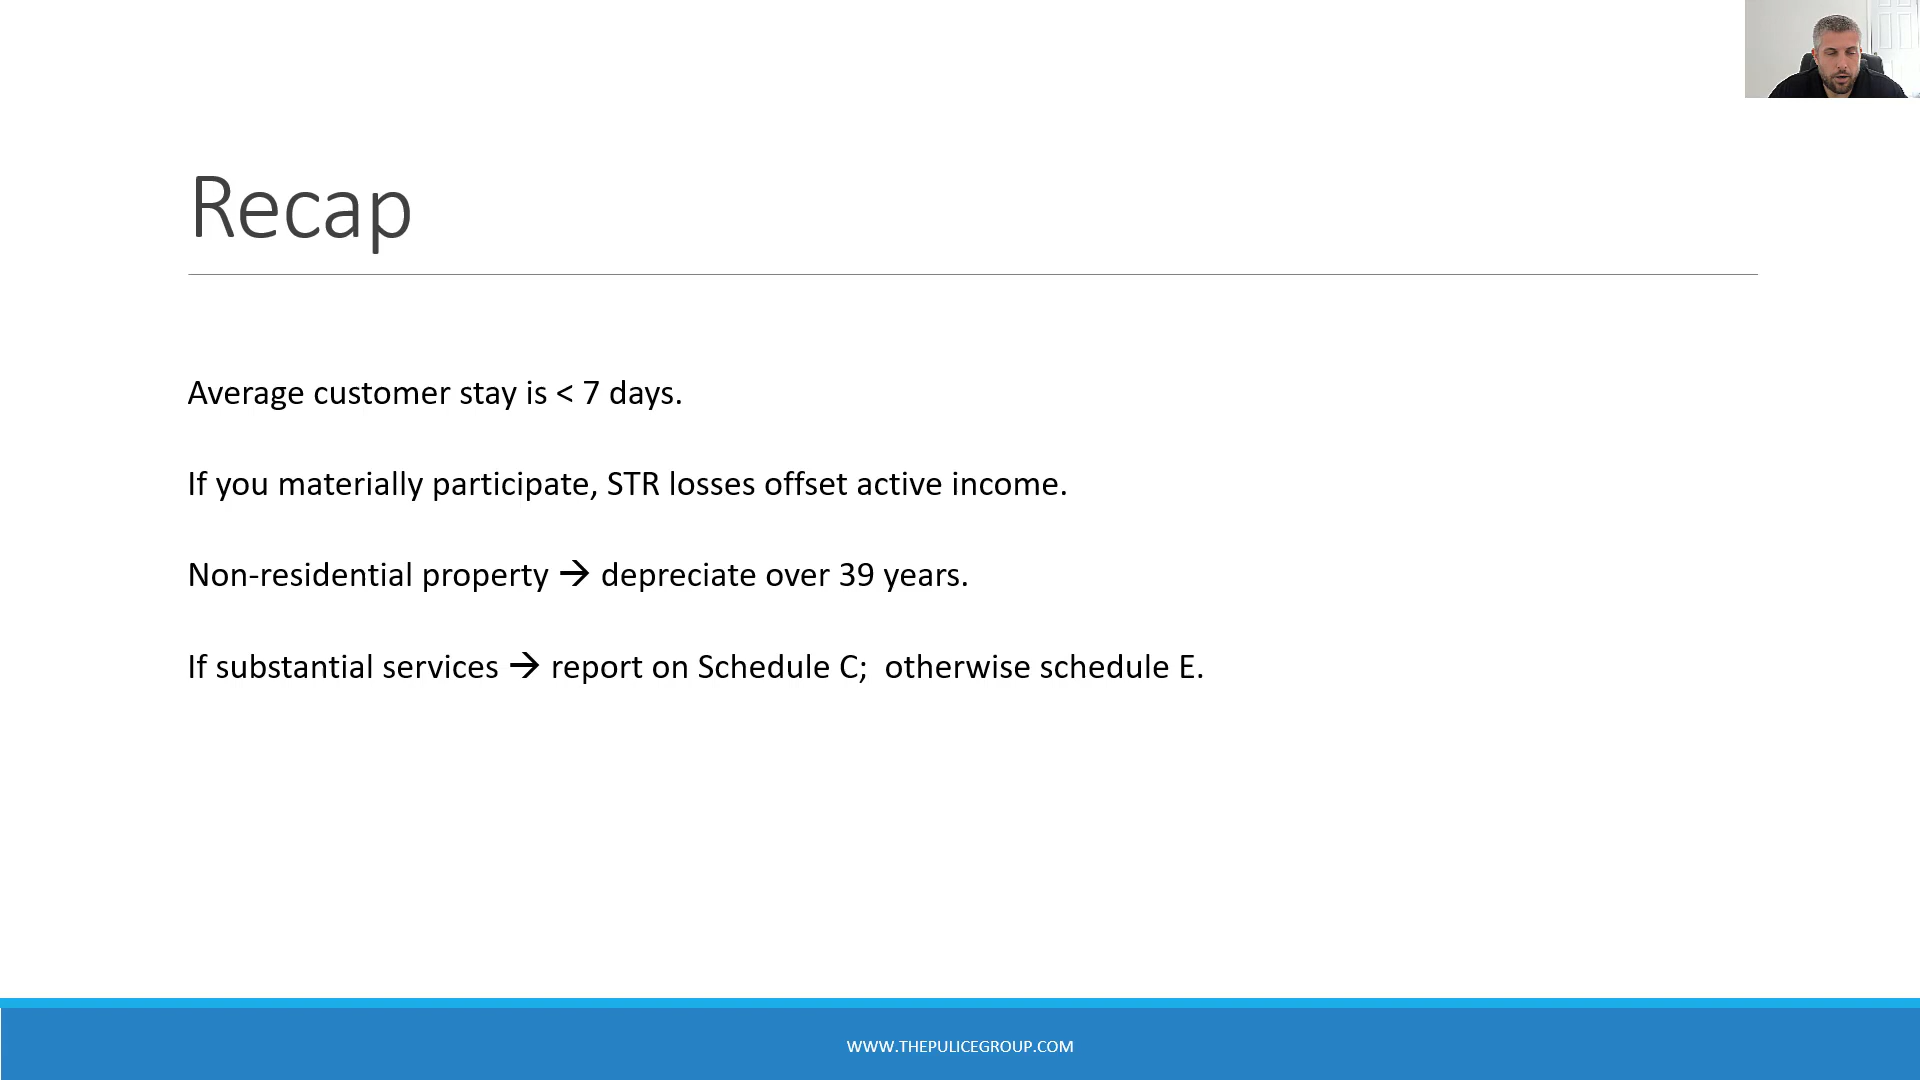 Recap
Average customer stay is < 7 days.
If you materially participate, STR losses offset active income.
Non-residential property → depreciate over 39 years.
If substantial services → report on Schedule C;  otherwise schedule E.
WWW.THEPULICEGROUP.COM